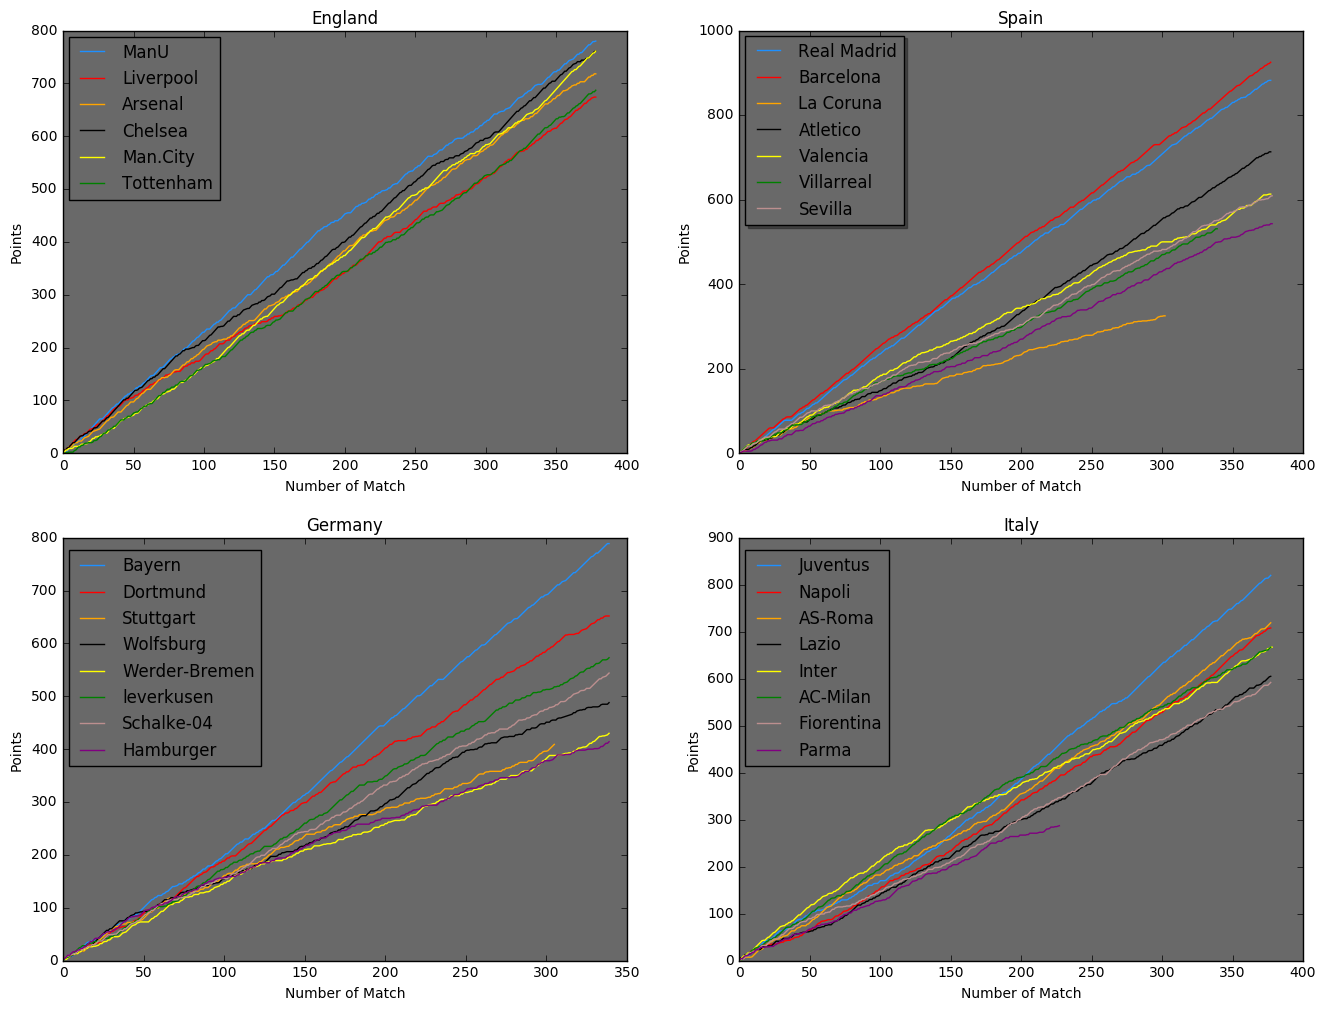 England
800
700
600
500
400
300
200
100
0
Points
ManU
Liverpool
Arsenal
Chelsea
Man.City
Tottenham
0 50 100 150 200 250 300 350 400
Number of Match
Spain
1000
800
600
400
200
0
Points
Real Madrid
Barcelona
La Coruna
Atletico
Valencia
Villarreal
Sevilla
0 50 100 150 200 250 300 350 400
Number of Match
Germany
800
700
600
500
400
300
200
100
0
Points
Bayern
Dortmund
Stuttgart
Wolfsburg
Werder-Bremen
leverkusen
Schalke-04
Hamburger
0 50 100 150 200 250 300 350
Number of Match
Italy
900
800
700
600
500
400
300
200
100
0
Points
Juventus
Napoli
AS-Roma
Lazio
Inter
AC-Milan
Fiorentina
Parma
0 50 100 150 200 250 300 350 400
Number of Match